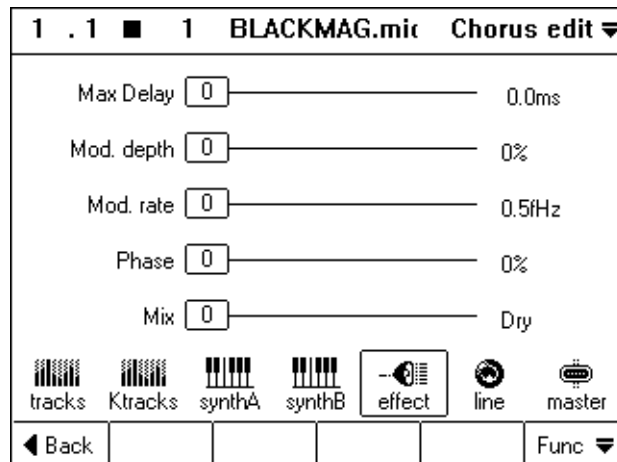 1 .1 ■ 1 BLACKMAG.mic Chorus edit
Max Delay 0 0.0ms
Mod. depth 0 0%
Mod. rate 0 0.5fHz
Phase 0 0%
Mix 0 Dry
tracks Ktracks synthA synthB effect line master
Back Func